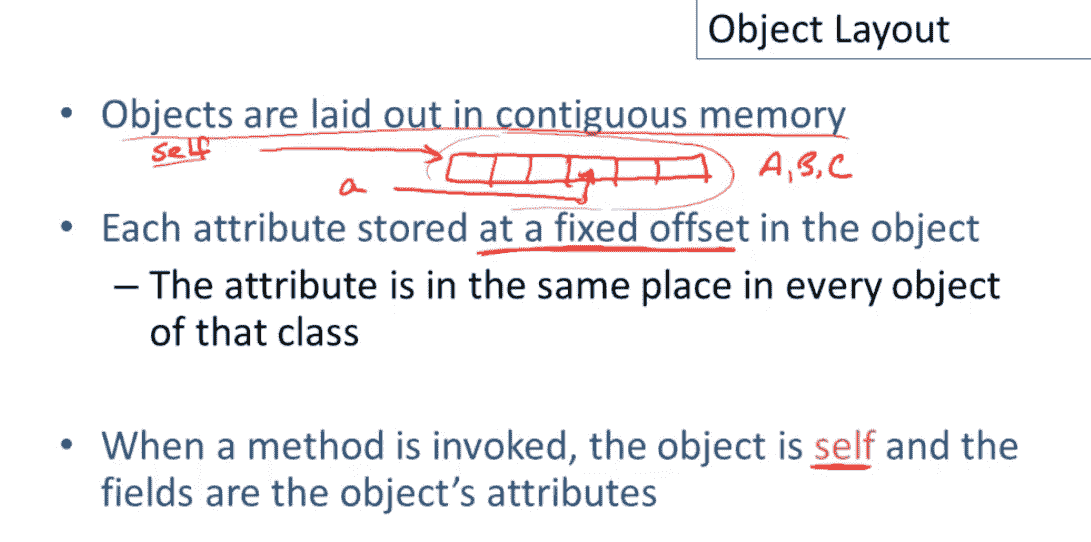 Object Layout
• Objects are laid out in contiguous memory
self
A, B, C
a
• Each attribute stored at a fixed offset in the object
– The attribute is in the same place in every object
of that class
• When a method is invoked, the object is self and the
fields are the object's attributes